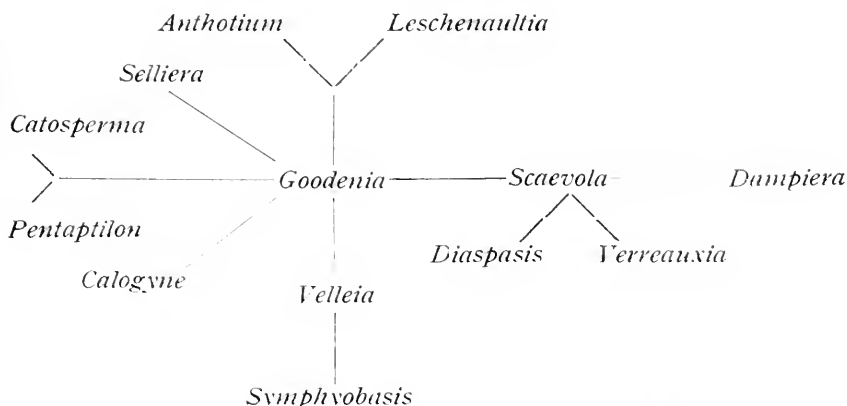 Anthotium Leschenaultia
Selliera
Catosperma
Goodenia Scaevola Dampiera
Pentaptilon
Diaspasis Verreauxia
Calogyne
Velleia
Symphyobasis